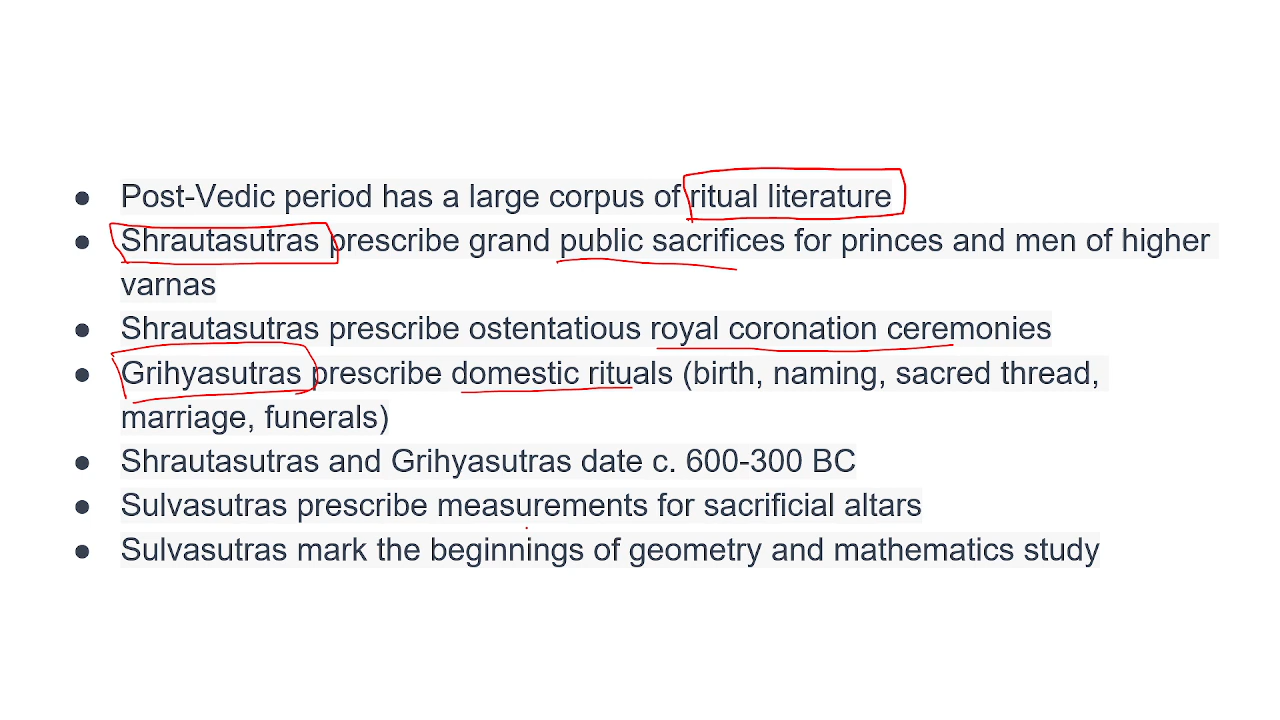 ● Post-Vedic period has a large corpus of ritual literature
● Shrautasutras prescribe grand public sacrifices for princes and men of higher
varnas
● Shrautasutras prescribe ostentatious royal coronation ceremonies
● Grihyasutras prescribe domestic rituals (birth, naming, sacred thread,
marriage, funerals)
● Shrautasutras and Grihyasutras date c. 600-300 BC
● Sulvasutras prescribe measurements for sacrificial altars
● Sulvasutras mark the beginnings of geometry and mathematics study